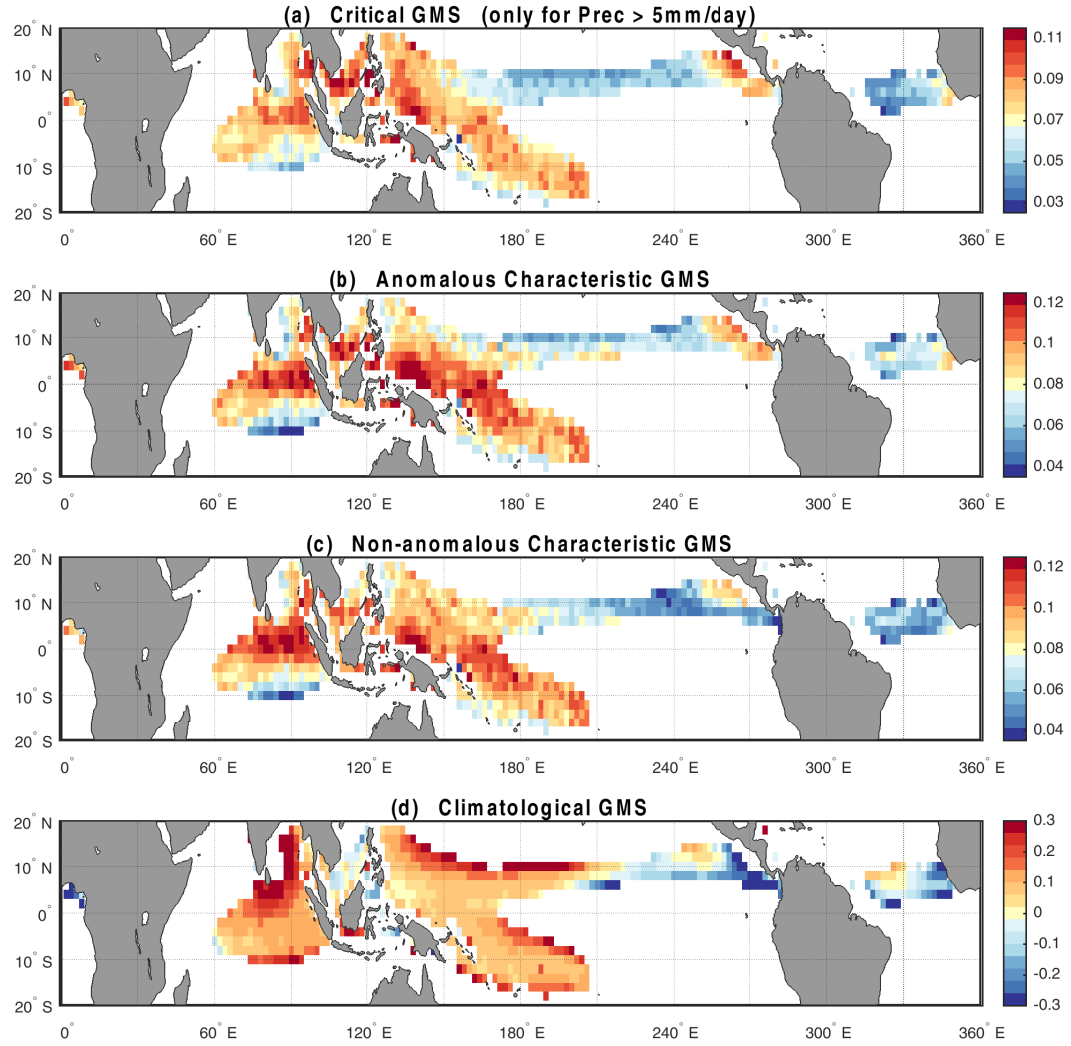 (a) Critical GMS (only for Prec > 5mm/day)
20° N
10° N
0°
10° S
20° S
0° 60° E 120° E 180° E 240° E 300° E 360° E
0.11
0.09
0.07
0.05
0.03
(b) Anomalous Characteristic GMS
20° N
10° N
0°
10° S
20° S
0° 60° E 120° E 180° E 240° E 300° E 360° E
0.12
0.1
0.08
0.06
0.04
(c) Non-anomalous Characteristic GMS
20° N
10° N
0°
10° S
20° S
0° 60° E 120° E 180° E 240° E 300° E 360° E
0.12
0.1
0.08
0.06
0.04
(d) Climatological GMS
20° N
10° N
0°
10° S
20° S
0° 60° E 120° E 180° E 240° E 300° E 360° E
0.3
0.2
0.1
0
-0.1
-0.2
-0.3